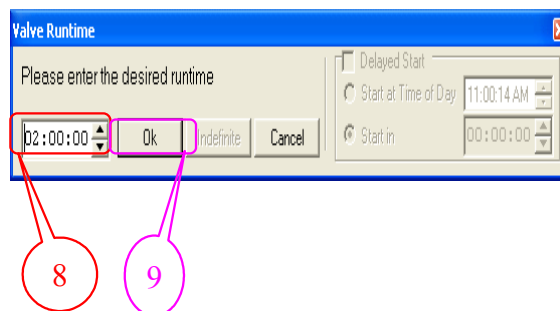 Valve Runtime
Please enter the desired runtime
02:00:00 Ok Indefinite Cancel
Delayed Start
Start at Time of Day 11:00:14 AM
Start in 00:00:00
8 9